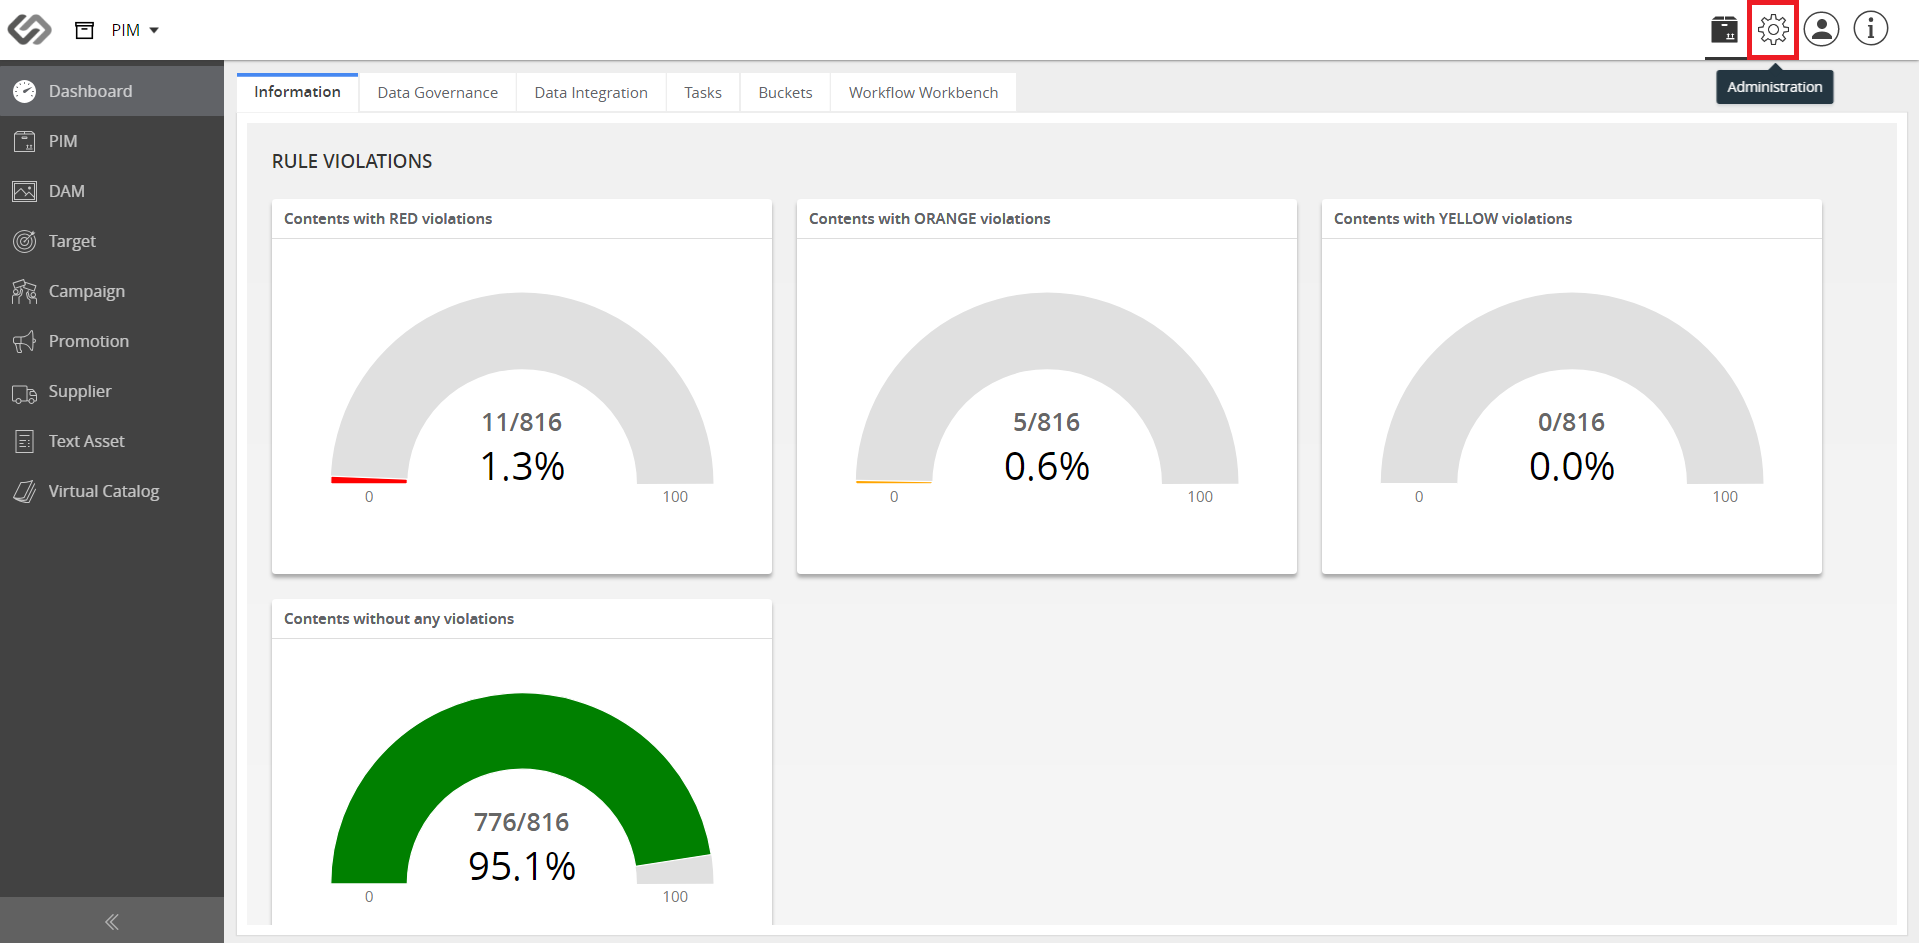 PIM
Administration
Dashboard
PIM
DAM
Target
Campaign
Promotion
Supplier
Text Asset
Virtual Catalog
Information
Data Governance
Data Integration
Tasks
Buckets
Workflow Workbench
RULE VIOLATIONS
Contents with RED violations
11/816
1.3%
0
100
Contents with ORANGE violations
5/816
0.6%
0
100
Contents with YELLOW violations
0/816
0.0%
0
100
Contents without any violations
776/816
95.1%
0
100